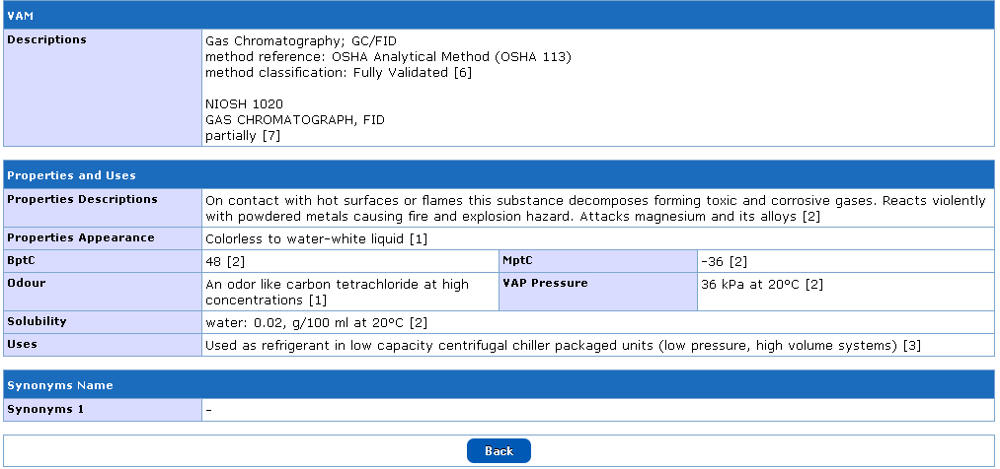 VAM
Descriptions
Gas Chromatography; GC/FID
method reference: OSHA Analytical Method (OSHA 113)
method classification: Fully Validated [6]
NIOSH 1020
GAS CHROMATOGRAPH, FID
partially [7]
Properties and Uses
Properties Descriptions
On contact with hot surfaces or flames this substance decomposes forming toxic and corrosive gases. Reacts violently
with powdered metals causing fire and explosion hazard. Attacks magnesium and its alloys [2]
Properties Appearance
Colorless to water-white liquid [1]
BptC
48 [2]
MptC
-36 [2]
Odour
An odor like carbon tetrachloride at high
concentrations [1]
VAP Pressure
36 kPa at 20ºC [2]
Solubility
water: 0.02, g/100 ml at 20ºC [2]
Uses
Used as refrigerant in low capacity centrifugal chiller packaged units (low pressure, high volume systems) [3]
Synonyms Name
Synonyms 1
-
Back